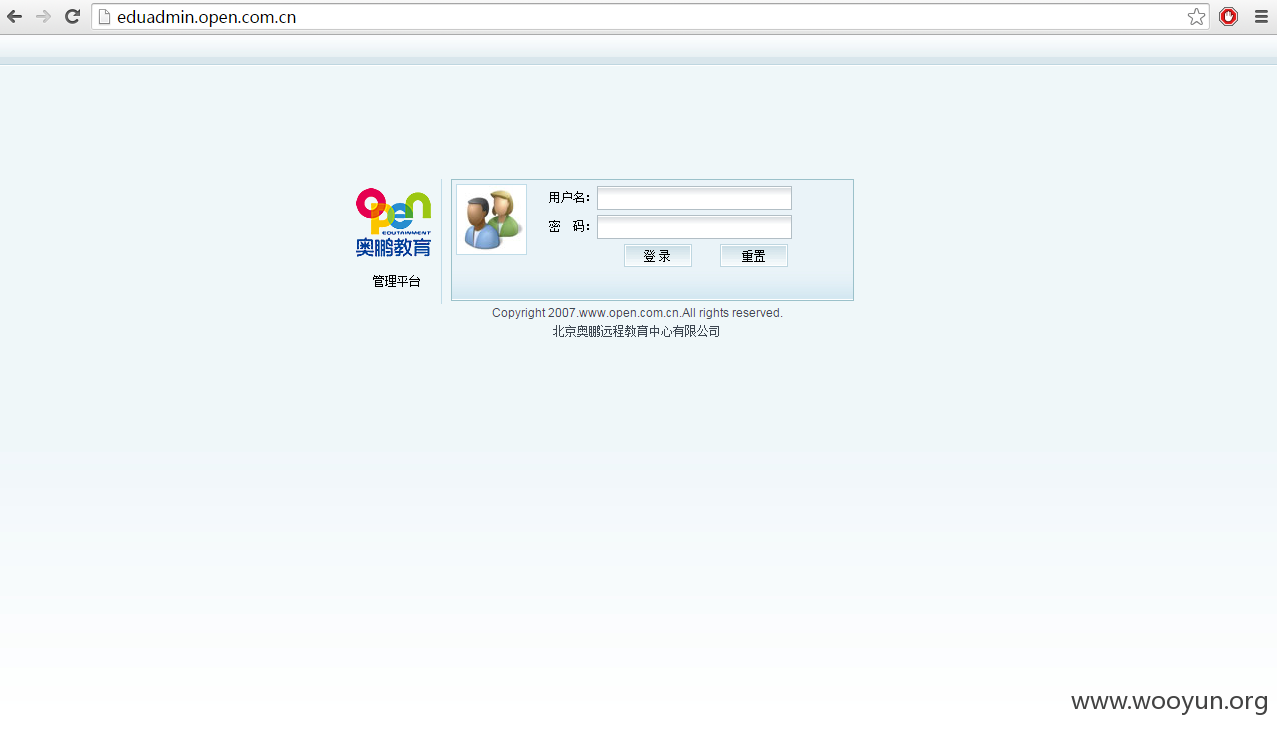 eduadmin.open.com.cn
open
EDUTAINMENT
奥鹏教育
管理平台
用户名：
密 码：
登 录 重置
Copyright 2007.www.open.com.cn.All rights reserved.
北京奥鹏远程教育中心有限公司
www.wooyun.org